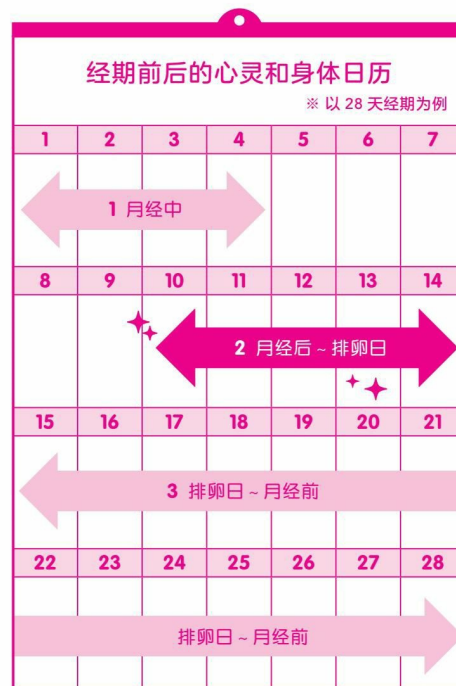 经期前后的心灵和身体日历
※ 以 28 天经期为例
1 2 3 4 5 6 7
1 月经中
8 9 10 11 12 13 14
2 月经后 ~ 排卵日
15 16 17 18 19 20 21
3 排卵日 ~ 月经前
22 23 24 25 26 27 28
排卵日 ~ 月经前